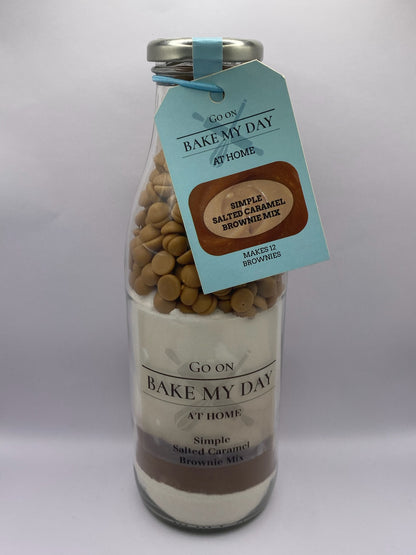 Go on
BAKE MY DAY
AT HOME
SIMPLE
SALTED CARAMEL
BROWNIE MIX
MAKES 12
BROWNIES
Go on
BAKE MY DAY
AT HOME
Simple
Salted Caramel
Brownie Mix